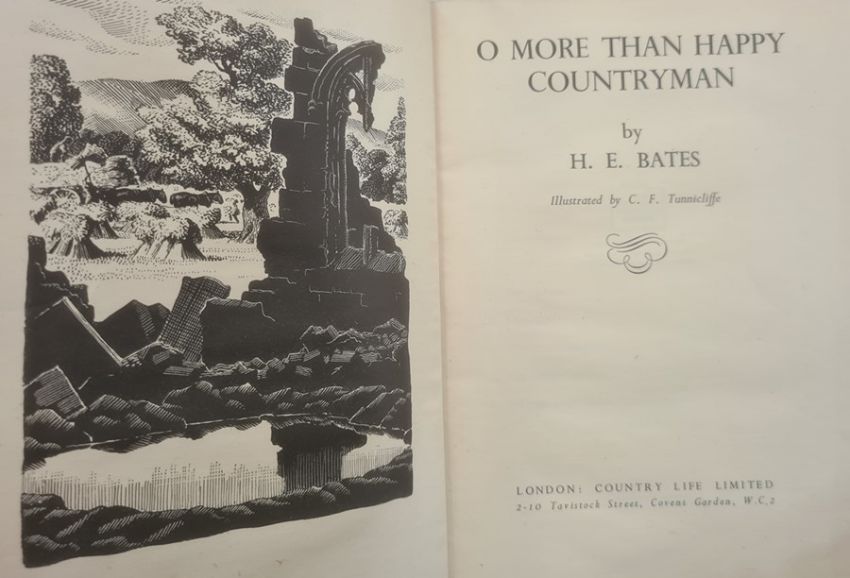 O MORE THAN HAPPY
COUNTRYMAN
by
H. E. BATES
Illustrated by C. F. Tunnicliffe
LONDON: COUNTRY LIFE LIMITED
2-10 Tavistock Street, Covent Garden, W.C.2